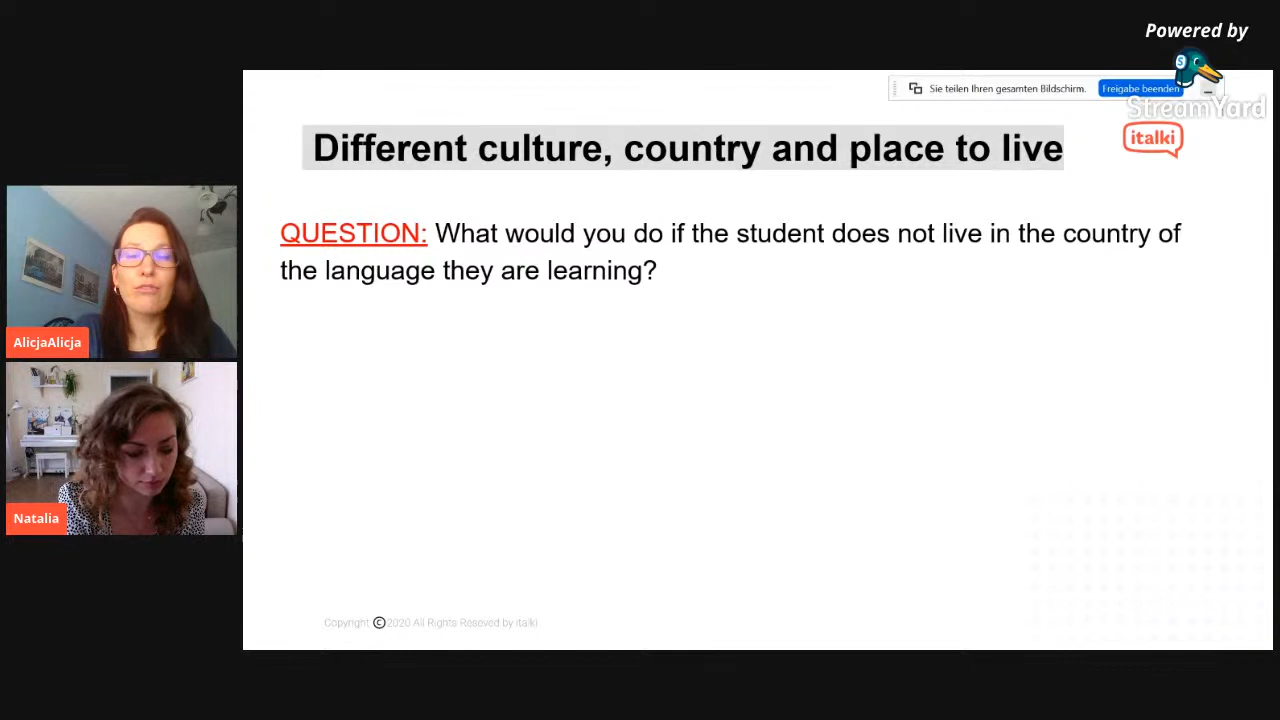 Powered by
StreamYard
Sie teilen Ihren gesamten Bildschirm. Freigabe beenden
italki
Different culture, country and place to live
QUESTION: What would you do if the student does not live in the country of
the language they are learning?
AlicjaAlicja
Natalia
Copyright ©2020 All Rights Reseved by italki